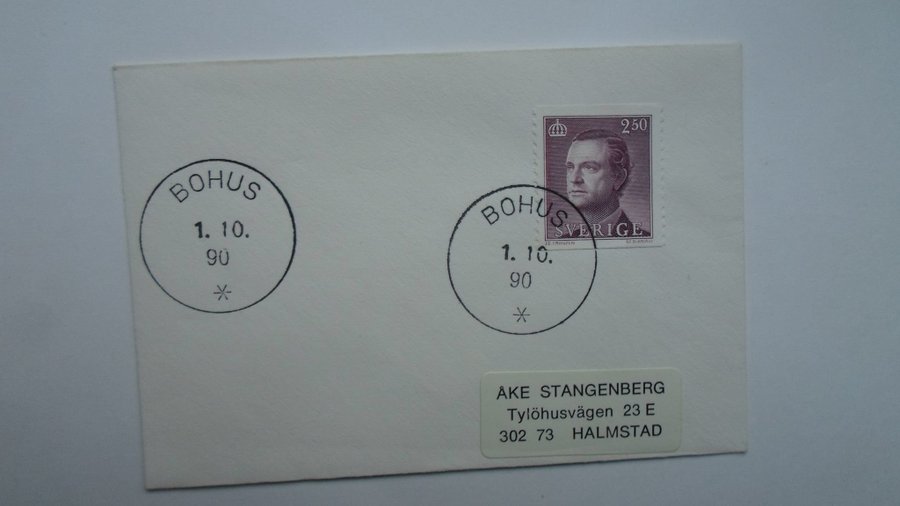 BOHUS
1. 10.
90
*
2.50
SVERIGE
BOHUS
1. 10.
90
*
ÅKE STANGENBERG
Tylöhusvägen 23 E
302 73 HALMSTAD